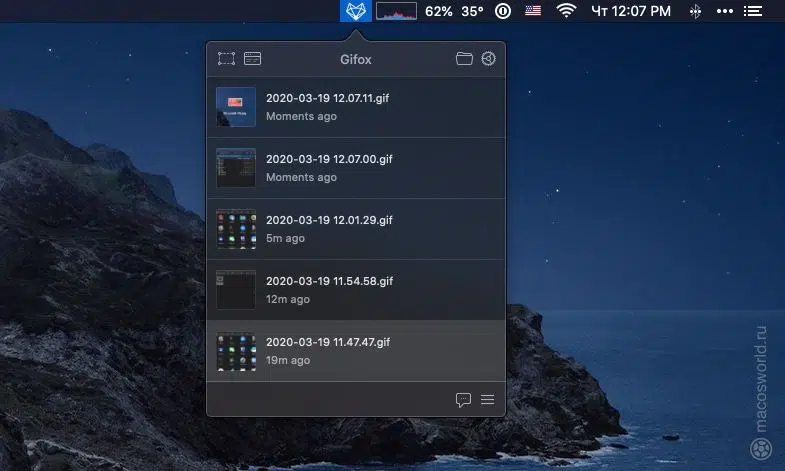 62% 35° Чт 12:07 PM
Gifox
2020-03-19 12.07.11.gif
Moments ago
2020-03-19 12.07.00.gif
Moments ago
2020-03-19 12.01.29.gif
5m ago
2020-03-19 11.54.58.gif
12m ago
2020-03-19 11.47.47.gif
19m ago
macosworld.ru